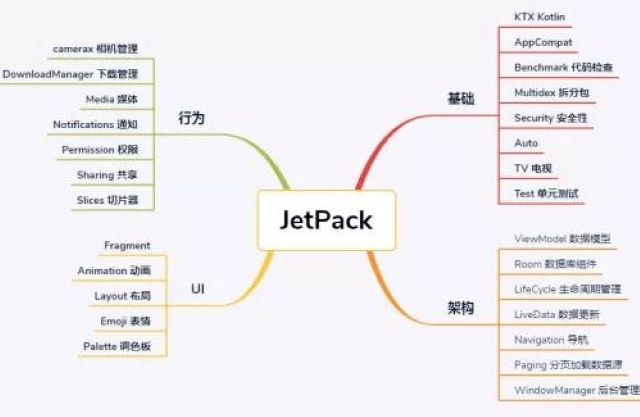 JetPack
行为
camerax 相机管理
DownloadManager 下载管理
Media 媒体
Notifications 通知
Permission 权限
Sharing 共享
Slices 切片器
UI
Fragment
Animation 动画
Layout 布局
Emoji 表情
Palette 调色板
基础
KTX Kotlin
AppCompat
Benchmark 代码检查
Multidex 拆分包
Security 安全性
Auto
TV 电视
Test 单元测试
架构
ViewModel 数据模型
Room 数据库组件
LifeCycle 生命周期管理
LiveData 数据更新
Navigation 导航
Paging 分页加载数据源
WindowManager 后台管理